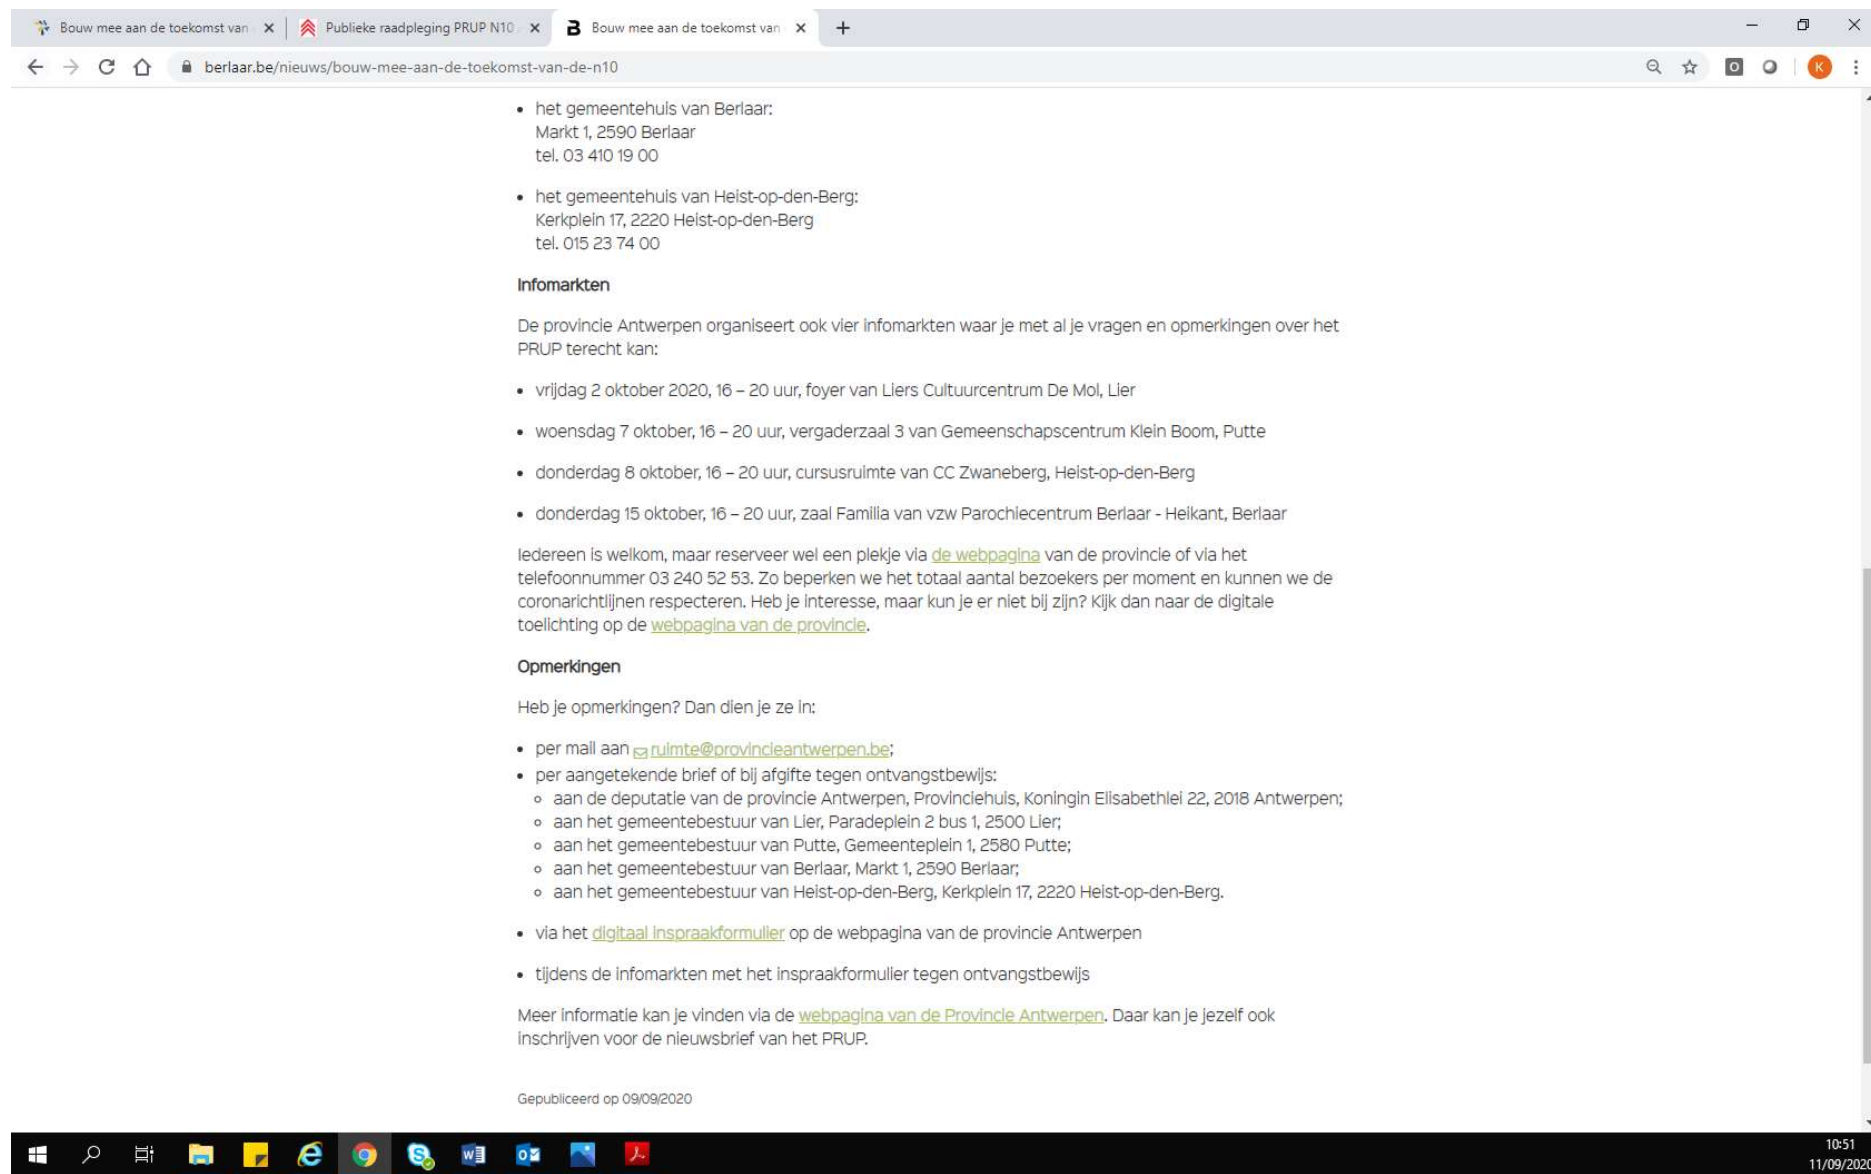 Bouw mee aan de toekomst van
Publieke raadpleging PRUP N10
Bouw mee aan de toekomst van
berlaar.be/nieuws/bouw-mee-aan-de-toekomst-van-de-n10
K
• het gemeentehuis van Berlaar:
Markt 1, 2590 Berlaar
tel. 03 410 19 00
• het gemeentehuis van Heist-op-den-Berg:
Kerkplein 17, 2220 Heist-op-den-Berg
tel. 015 23 74 00
Infomarkten
De provincie Antwerpen organiseert ook vier infomarkten waar je met al je vragen en opmerkingen over het
PRUP terecht kan:
• vrijdag 2 oktober 2020, 16 – 20 uur, foyer van Liers Cultuurcentrum De Mol, Lier
• woensdag 7 oktober, 16 – 20 uur, vergaderzaal 3 van Gemeenschapscentrum Klein Boom, Putte
• donderdag 8 oktober, 16 – 20 uur, cursusruimte van CC Zwaneberg, Heist-op-den-Berg
• donderdag 15 oktober, 16 – 20 uur, zaal Familia van vzw Parochiecentrum Berlaar - Heikant, Berlaar
Iedereen is welkom, maar reserveer wel een plekje via de webpagina van de provincie of via het
telefoonnummer 03 240 52 53. Zo beperken we het totaal aantal bezoekers per moment en kunnen we de
coronarichtlijnen respecteren. Heb je interesse, maar kun je er niet bij zijn? Kijk dan naar de digitale
toelichting op de webpagina van de provincie.
Opmerkingen
Heb je opmerkingen? Dan dien je ze in:
• per mail aan ruimte@provincieantwerpen.be;
• per aangetekende brief of bij afgifte tegen ontvangstbewijs:
aan de deputatie van de provincie Antwerpen, Provinciehuis, Koningin Elisabethlei 22, 2018 Antwerpen;
aan het gemeentebestuur van Lier, Paradeplein 2 bus 1, 2500 Lier;
aan het gemeentebestuur van Putte, Gemeenteplein 1, 2580 Putte;
aan het gemeentebestuur van Berlaar, Markt 1, 2590 Berlaar;
aan het gemeentebestuur van Heist-op-den-Berg, Kerkplein 17, 2220 Heist-op-den-Berg.
• via het digitaal inspraakformulier op de webpagina van de provincie Antwerpen
• tijdens de infomarkten met het inspraakformulier tegen ontvangstbewijs
Meer informatie kan je vinden via de webpagina van de Provincie Antwerpen. Daar kan je jezelf ook
inschrijven voor de nieuwsbrief van het PRUP.
Gepubliceerd op 09/09/2020
10:51
11/09/2020